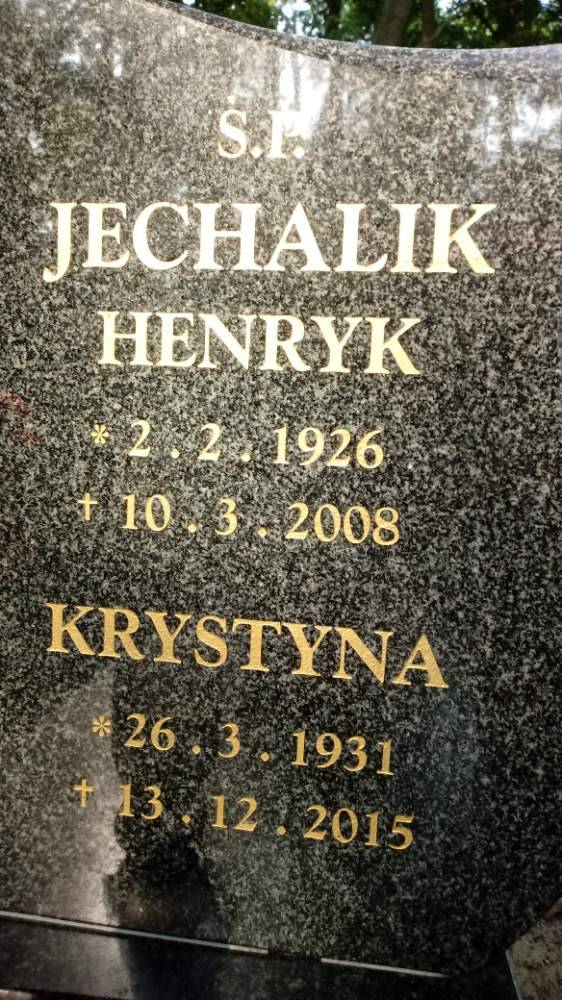 Ś.P.
JECHALIK
HENRYK
* 2 . 2 . 1926
† 10 . 3 . 2008
KRYSTYNA
* 26 . 3 . 1931
† 13 . 12 . 2015